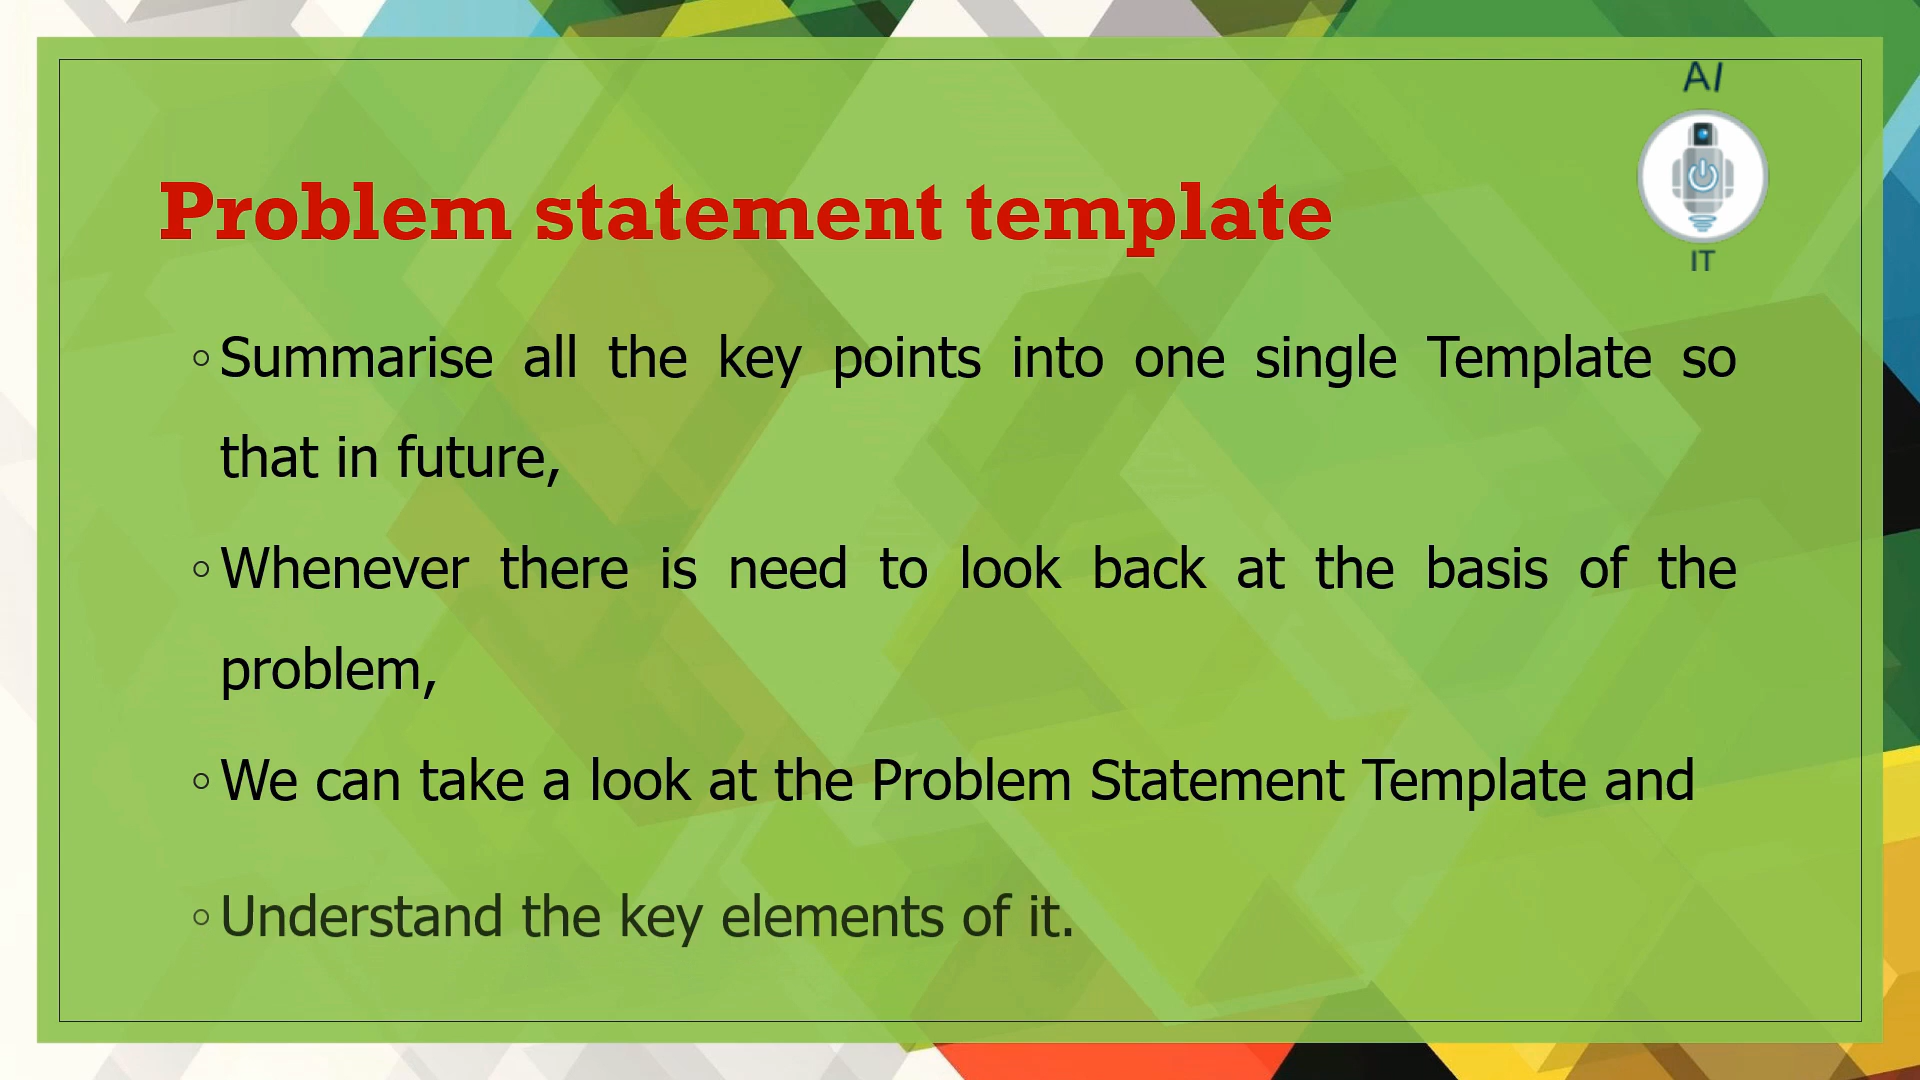 AI
IT
Problem statement template
◦Summarise all the key points into one single Template so
that in future,
◦Whenever there is need to look back at the basis of the
problem,
◦We can take a look at the Problem Statement Template and
◦Understand the key elements of it.